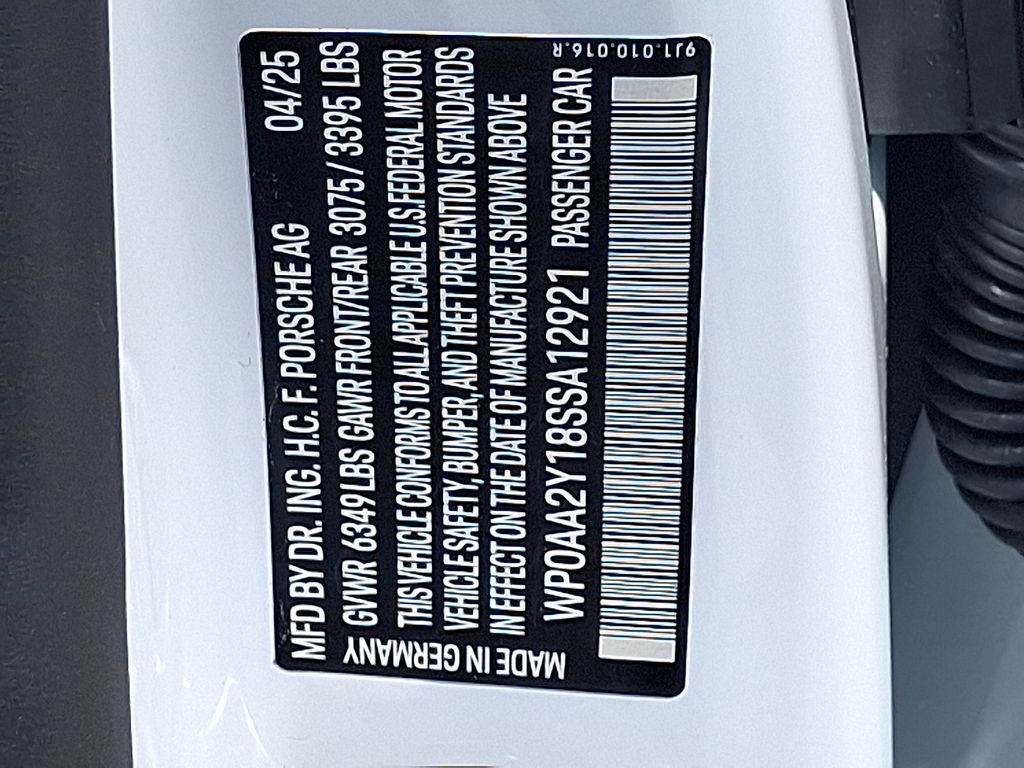 MFD BY DR. ING. H.C. F. PORSCHE AG 04/25
GVWR 6349 LBS GAWR FRONT/REAR 3075 / 3395 LBS
THIS VEHICLE CONFORMS TO ALL APPLICABLE U.S. FEDERAL MOTOR
VEHICLE SAFETY, BUMPER, AND THEFT PREVENTION STANDARDS
IN EFFECT ON THE DATE OF MANUFACTURE SHOWN ABOVE
WP0AA2Y18SSA12921 PASSENGER CAR
MADE IN GERMANY
9J1.010.016.R